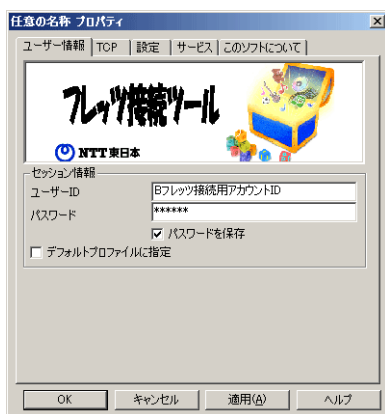 任意の名称 プロパティ
ユーザー情報 TCP 設定 サービス このソフトについて
フレッツ接続ツール
NTT東日本
セッション情報
ユーザーID Bフレッツ接続用アカウントID
パスワード ******
パスワードを保存
デフォルトプロファイルに指定
OK キャンセル 適用(A) ヘルプ